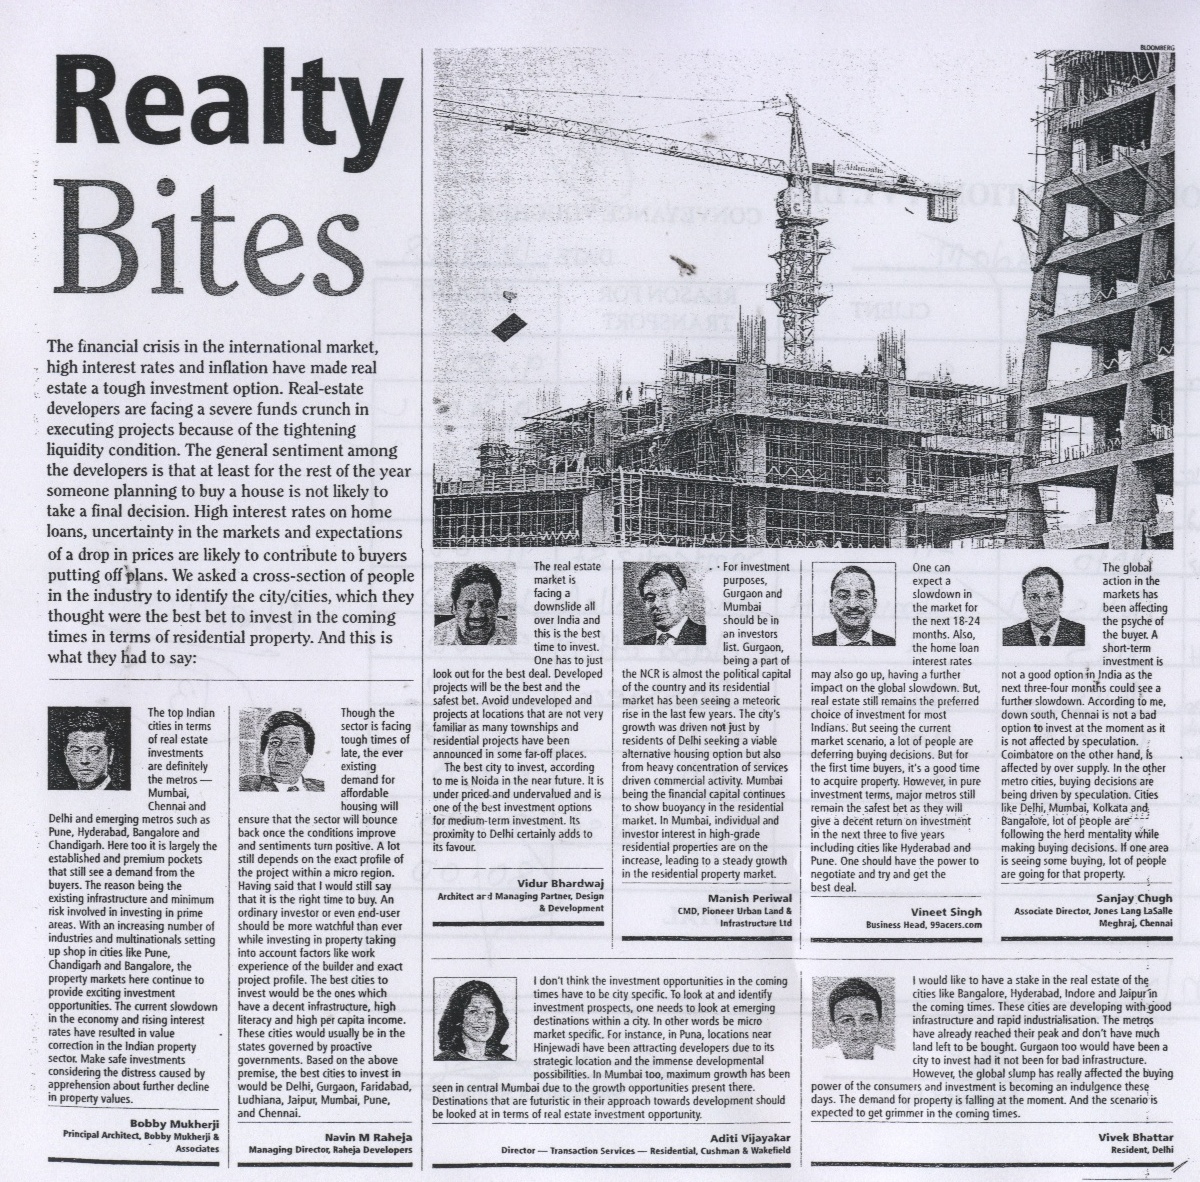 Realty
Bites
BLOOMBERG
The financial crisis in the international market,
high interest rates and inflation have made real
estate a tough investment option. Real-estate
developers are facing a severe funds crunch in
executing projects because of the tightening
liquidity condition. The general sentiment among
the developers is that at least for the rest of the year
someone planning to buy a house is not likely to
take a final decision. High interest rates on home
loans, uncertainty in the markets and expectations
of a drop in prices are likely to contribute to buyers
putting off plans. We asked a cross-section of people
in the industry to identify the city/cities, which they
thought were the best bet to invest in the coming
times in terms of residential property. And this is
what they had to say:
The top Indian
cities in terms
of real estate
investments
are definitely
the metros —
Mumbai,
Chennai and
Delhi and emerging metros such as
Pune, Hyderabad, Bangalore and
Chandigarh. Here too it is largely the
established and premium pockets
that still see a demand from the
buyers. The reason being the
existing infrastructure and minimum
risk involved in investing in prime
areas. With an increasing number of
industries and multinationals setting
up shop in cities like Pune,
Chandigarh and Bangalore, the
property markets here continue to
provide exciting investment
opportunities. The current slowdown
in the economy and rising interest
rates have resulted in value
correction in the Indian property
sector. Make safe investments
considering the distress caused by
apprehension about further decline
in property values.
Bobby Mukherji
Principal Architect, Bobby Mukherji &
Associates
Though the
sector is facing
tough times of
late, the ever
existing
demand for
affordable
housing will
ensure that the sector will bounce
back once the conditions improve
and sentiments turn positive. A lot
still depends on the exact profile of
the project within a micro region.
Having said that I would still say
that it is the right time to buy. An
ordinary investor or even end-user
should be more watchful than ever
while investing in property taking
into account factors like work
experience of the builder and exact
project profile. The best cities to
invest would be the ones which
have a decent infrastructure, high
literacy and high per capita income.
These cities would usually be in the
states governed by proactive
governments. Based on the above
premise, the best cities to invest in
would be Delhi, Gurgaon, Faridabad,
Ludhiana, Jaipur, Mumbai, Pune,
and Chennai.
Navin M Raheja
Managing Director, Raheja Developers
The real estate
market is
facing a
downslide all
over India and
this is the best
time to invest.
One has to just
look out for the best deal. Developed
projects will be the best and the
safest bet. Avoid undeveloped and
projects at locations that are not very
familiar as many townships and
residential projects have been
announced in some far-off places.
The best city to invest, according
to me is Noida in the near future. It is
under priced and undervalued and is
one of the best investment options
for medium-term investment. Its
proximity to Delhi certainly adds to
its favour.
Vidur Bhardwaj
Architect and Managing Partner, Design
& Development
For investment
purposes,
Gurgaon and
Mumbai
should be in
an investors
list. Gurgaon,
being a part of
the NCR is almost the political capital
of the country and its residential
market has been seeing a meteoric
rise in the last few years. The city's
growth was driven not just by
residents of Delhi seeking a viable
alternative housing option but also
from heavy concentration of services
driven commercial activity. Mumbai
being the financial capital continues
to show buoyancy in the residential
market. In Mumbai, individual and
investor interest in high-grade
residential properties are on the
increase, leading to a steady growth
in the residential property market.
Manish Periwal
CMD, Pioneer Urban Land &
Infrastructure Ltd
One can
expect a
slowdown in
the market for
the next 18-24
months. Also,
the home loan
interest rates
may also go up, having a further
impact on the global slowdown. But,
real estate still remains the preferred
choice of investment for most
Indians. But seeing the current
market scenario, a lot of people are
deferring buying decisions. But for
the first time buyers, it's a good time
to acquire property. However, in pure
investment terms, major metros still
remain the safest bet as they will
give a decent return on investment
in the next three to five years
including cities like Hyderabad and
Pune. One should have the power to
negotiate and try and get the
best deal.
Vineet Singh
Business Head, 99acers.com
The global
action in the
markets has
been affecting
the psyche of
the buyer. A
short-term
investment is
not a good option in India as the
next three-four months could see a
further slowdown. According to me,
down south, Chennai is not a bad
option to invest at the moment as it
is not affected by speculation.
Coimbatore on the other hand, is
affected by over supply. In the other
metro cities, buying decisions are
being driven by speculation. Cities
like Delhi, Mumbai, Kolkata and
Bangalore, lot of people are
following the herd mentality while
making buying decisions. If one area
is seeing some buying, lot of people
are going for that property.
Sanjay Chugh
Associate Director, Jones Lang LaSalle
Meghraj, Chennai
I don't think the investment opportunities in the coming
times have to be city specific. To look at and identify
investment prospects, one needs to look at emerging
destinations within a city. In other words be micro
market specific. For instance, in Puna, locations near
Hinjewadi have been attracting developers due to its
strategic location and the immense developmental
possibilities. In Mumbai too, maximum growth has been
seen in central Mumbai due to the growth opportunities present there.
Destinations that are futuristic in their approach towards development should
be looked at in terms of real estate investment opportunity.
Aditi Vijayakar
Director — Transaction Services — Residential, Cushman & Wakefield
I would like to have a stake in the real estate of the
cities like Bangalore, Hyderabad, Indore and Jaipur in
the coming times. These cities are developing with good
infrastructure and rapid industrialisation. The metros
have already reached their peak and don't have much
land left to be bought. Gurgaon too would have been a
city to invest had it not been for bad infrastructure.
However, the global slump has really affected the buying
power of the consumers and investment is becoming an indulgence these
days. The demand for property is falling at the moment. And the scenario is
expected to get grimmer in the coming times.
Vivek Bhattar
Resident, Delhi